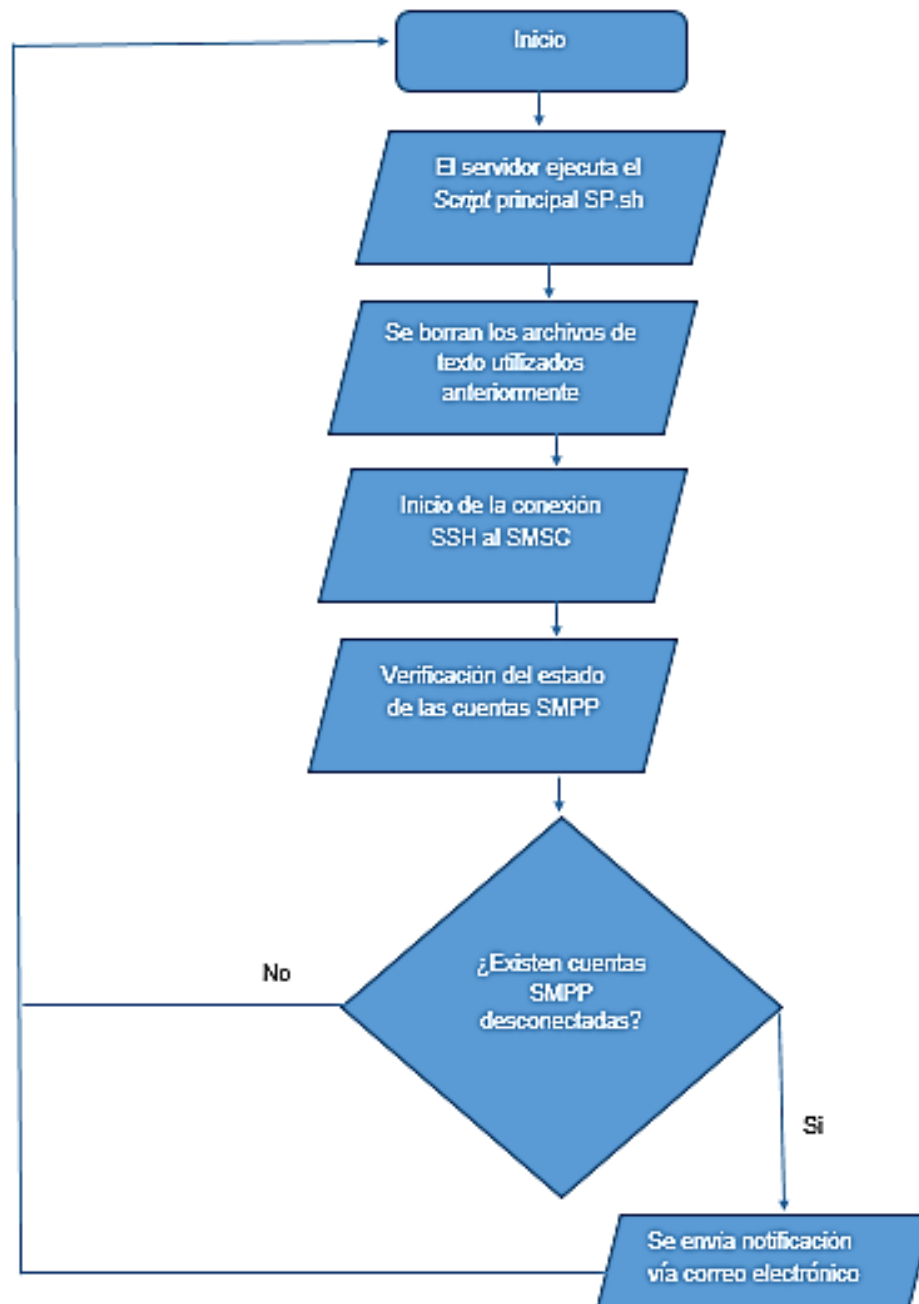 Inicio
El servidor ejecuta el
Script principal SP.sh
Se borran los archivos de
texto utilizados
anteriormente
Inicio de la conexión
SSH al SMSC
Verificación del estado
de las cuentas SMPP
¿Existen cuentas
SMPP
desconectadas?
No
Si
Se envia notificación
vía correo electrónico